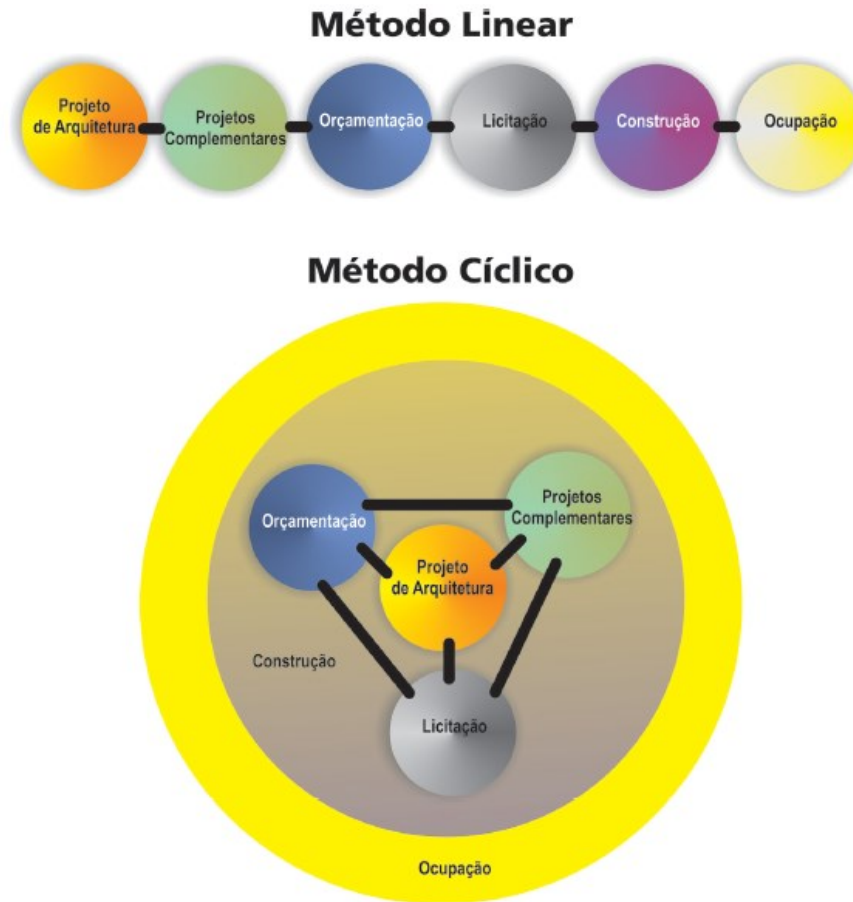 Método Linear
Projeto
de Arquitetura
Projetos
Complementares
Orçamentação
Licitação
Construção
Ocupação
Método Cíclico
Orçamentação
Projetos
Complementares
Projeto
de Arquitetura
Construção
Licitação
Ocupação